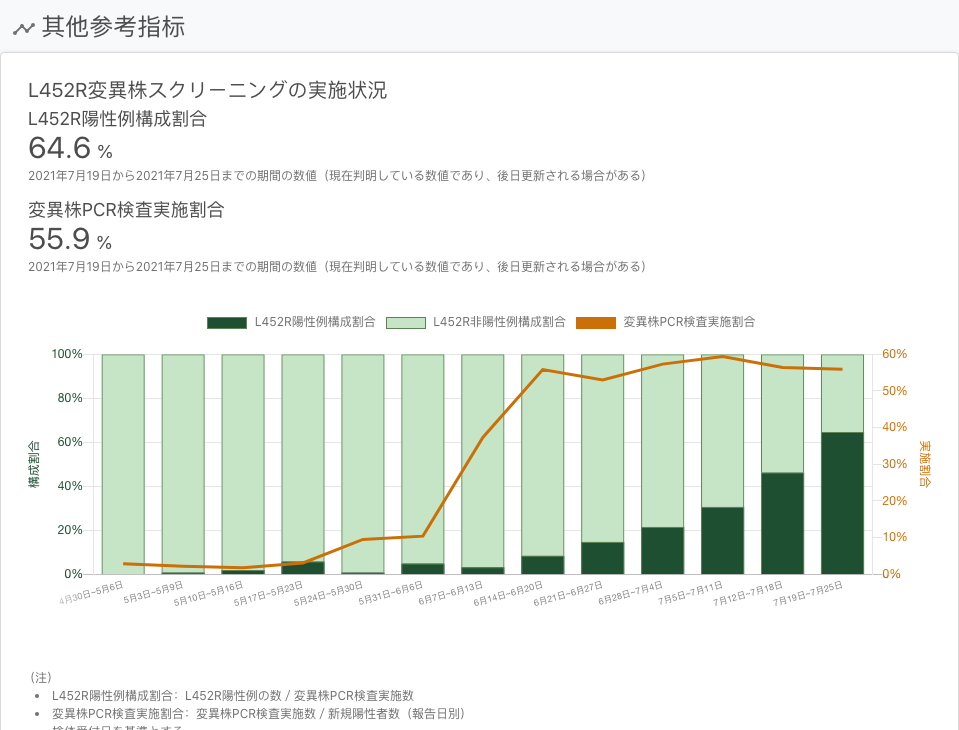 其他参考指标
L452R変異株スクリーニングの実施状況
L452R陽性例構成割合
64.6 %
2021年7月19日から2021年7月25日までの期間の数値（現在判明している数値であり、後日更新される場合がある）
変異株PCR検査実施割合
55.9 %
2021年7月19日から2021年7月25日までの期間の数値（現在判明している数値であり、後日更新される場合がある）
L452R陽性例構成割合 L452R非陽性例構成割合 変異株PCR検査実施割合
100% 60%
80% 50%
60% 40%
40% 30%
20% 20%
0% 10%
0%
構成割合
実施割合
4月30日~5月6日 5月3日~5月9日 5月10日~5月16日 5月17日~5月23日 5月24日~5月30日 5月31日~6月6日 6月7日~6月13日 6月14日~6月20日 6月21日~6月27日 6月28日~7月4日 7月5日~7月11日 7月12日~7月18日 7月19日~7月25日
（注）
• L452R陽性例構成割合：L452R陽性例の数 / 変異株PCR検査実施数
• 変異株PCR検査実施割合：変異株PCR検査実施数 / 新規陽性者数（報告日別）